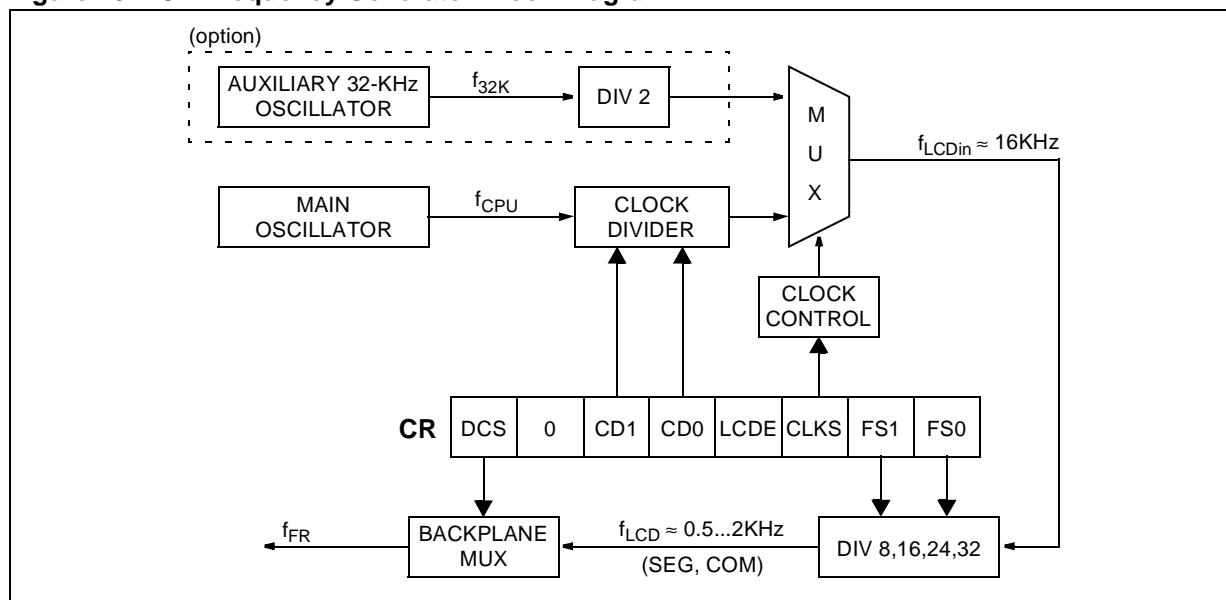 (option)
AUXILIARY 32-KHz
OSCILLATOR
f32K
DIV 2
M
U
X
fLCDin ≈ 16KHz
MAIN
OSCILLATOR
fCPU
CLOCK
DIVIDER
CLOCK
CONTROL
CR DCS 0 CD1 CD0 LCDE CLKS FS1 FS0
fFR
BACKPLANE
MUX
fLCD ≈ 0.5...2KHz
(SEG, COM)
DIV 8,16,24,32